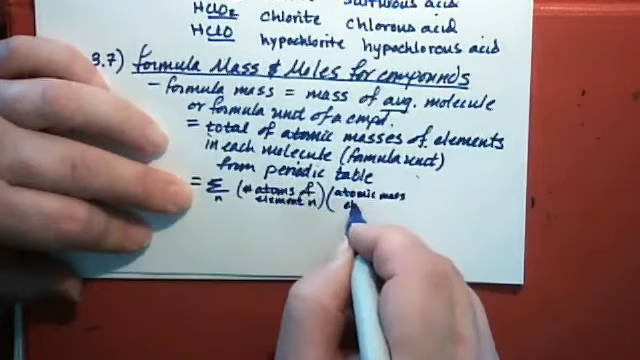 acid
HClO2 chlorite chlorous acid
HClO hypochlorite hypochlorous acid
3.7) Formula Mass & Moles for compounds
- formula mass = mass of avg. molecule
or formula unit of a cmpd.
= total of atomic masses of elements
in each molecule (formula unit)
from periodic table
= Σ (# atoms of (atomic mass
n element n)